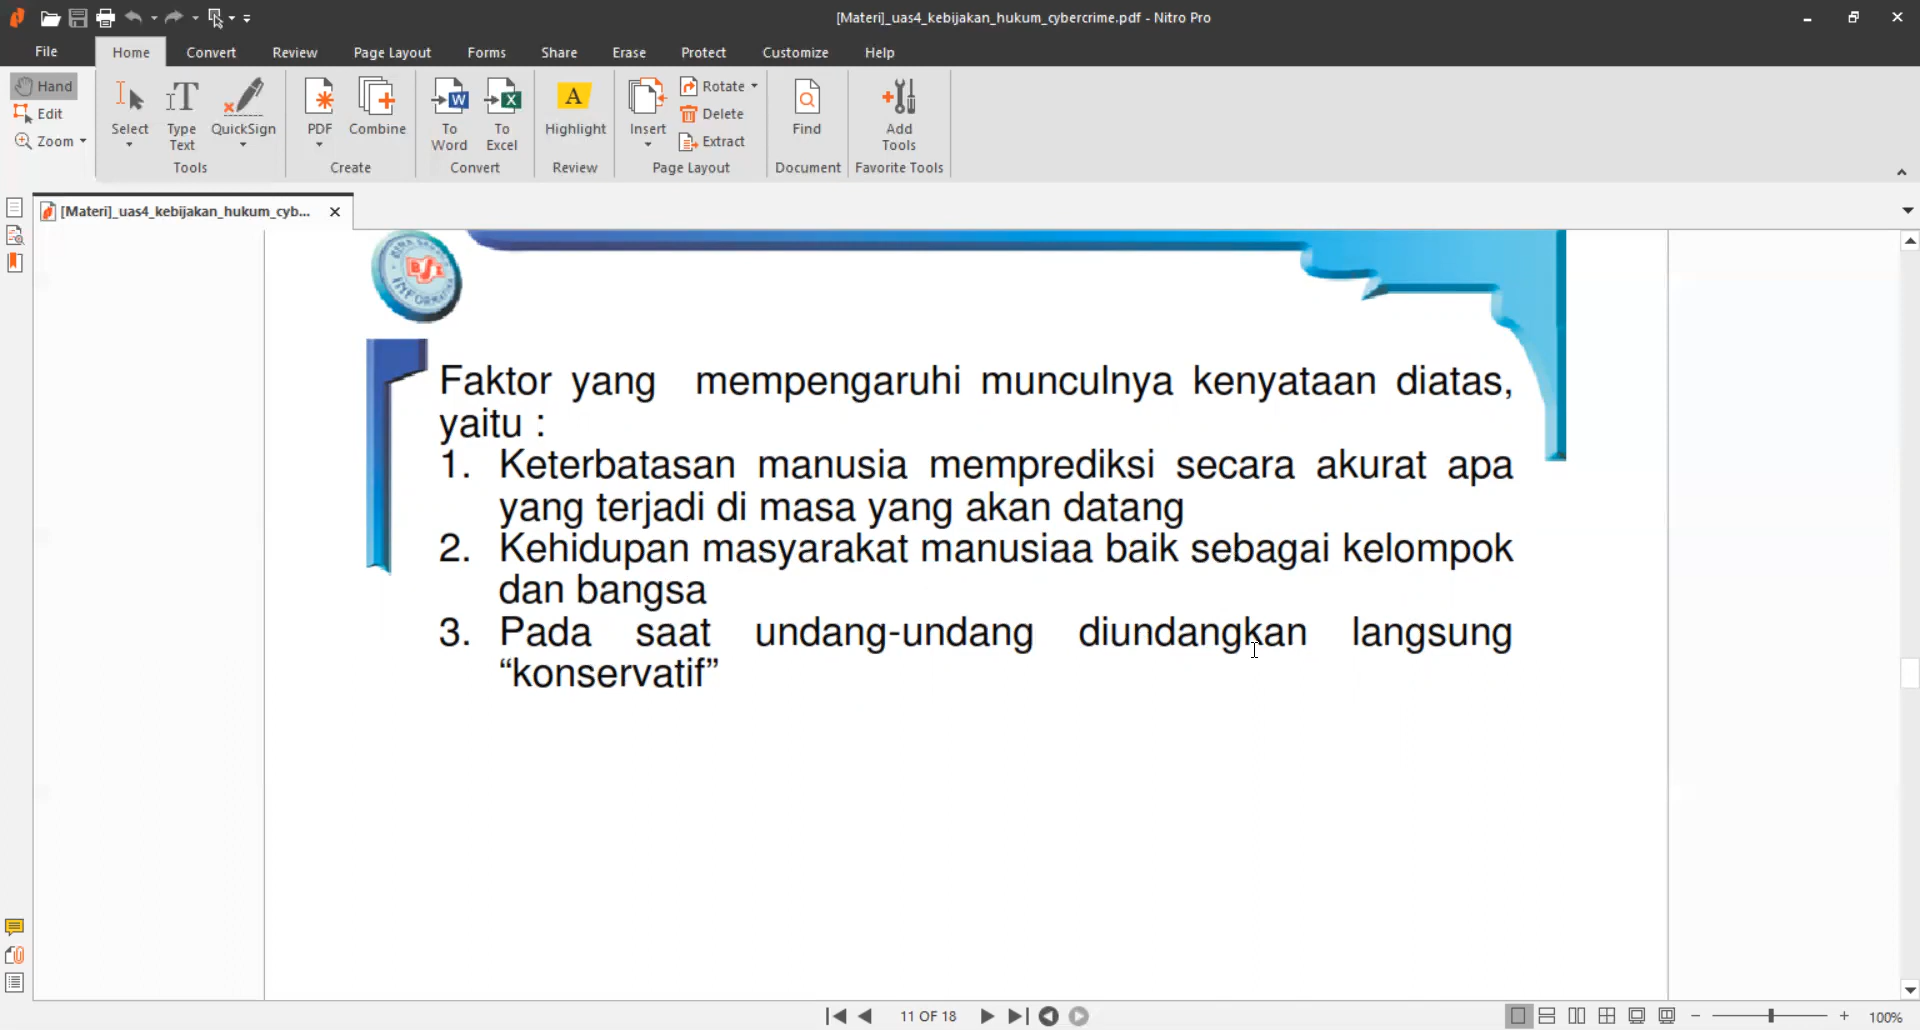 [Materi]_uas4_kebijakan_hukum_cybercrime.pdf - Nitro Pro
File Home Convert Review Page Layout Forms Share Erase Protect Customize Help
Hand
Edit
Zoom
Select
Type Text
QuickSign
Tools
PDF
Combine
Create
To Word
To Excel
Convert
A
Highlight
Review
Insert
Rotate
Delete
Extract
Page Layout
Find
Document
Add Tools
Favorite Tools
[Materi]_uas4_kebijakan_hukum_cyb...
BSI
Faktor yang mempengaruhi munculnya kenyataan diatas,
yaitu :
1. Keterbatasan manusia memprediksi secara akurat apa
yang terjadi di masa yang akan datang
2. Kehidupan masyarakat manusiaa baik sebagai kelompok
dan bangsa
3. Pada saat undang-undang diundangkan langsung
“konservatif”
11 OF 18
100%